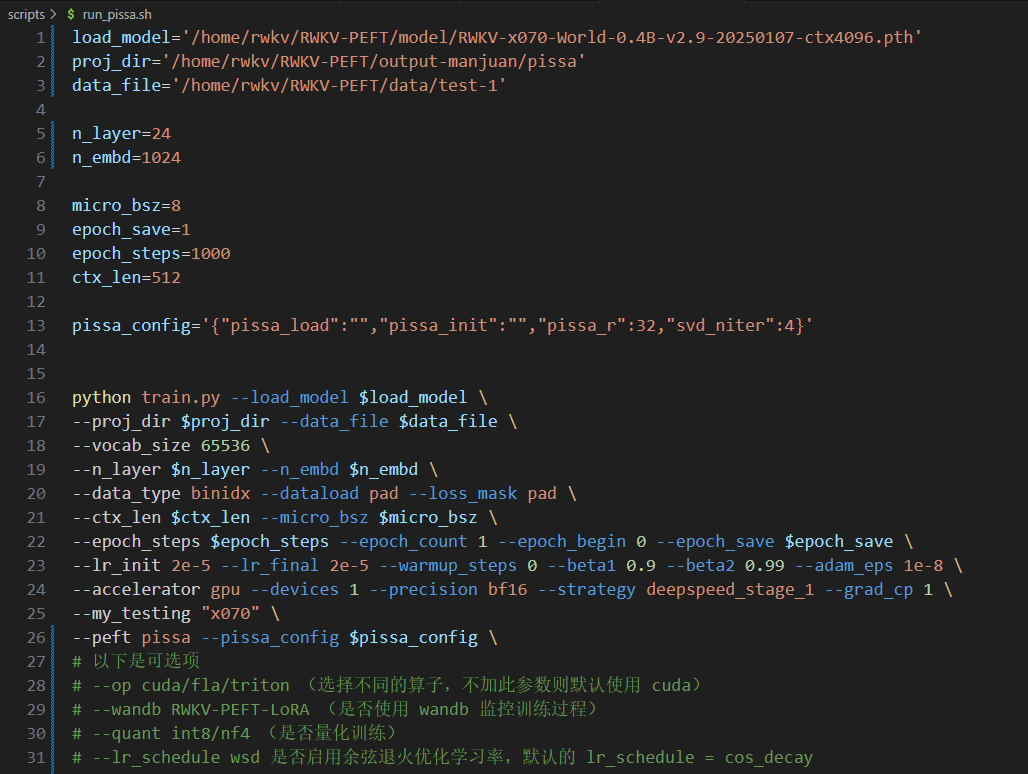 scripts > $ run_pissa.sh
1 load_model='/home/rwkv/RWKV-PEFT/model/RWKV-x070-World-0.4B-v2.9-20250107-ctx4096.pth'
2 proj_dir='/home/rwkv/RWKV-PEFT/output-manjuan/pissa'
3 data_file='/home/rwkv/RWKV-PEFT/data/test-1'
4
5 n_layer=24
6 n_embd=1024
7
8 micro_bsz=8
9 epoch_save=1
10 epoch_steps=1000
11 ctx_len=512
12
13 pissa_config='{"pissa_load":"","pissa_init":"","pissa_r":32,"svd_niter":4}'
14
15
16 python train.py --load_model $load_model \
17 --proj_dir $proj_dir --data_file $data_file \
18 --vocab_size 65536 \
19 --n_layer $n_layer --n_embd $n_embd \
20 --data_type binidx --dataload pad --loss_mask pad \
21 --ctx_len $ctx_len --micro_bsz $micro_bsz \
22 --epoch_steps $epoch_steps --epoch_count 1 --epoch_begin 0 --epoch_save $epoch_save \
23 --lr_init 2e-5 --lr_final 2e-5 --warmup_steps 0 --beta1 0.9 --beta2 0.99 --adam_eps 1e-8 \
24 --accelerator gpu --devices 1 --precision bf16 --strategy deepspeed_stage_1 --grad_cp 1 \
25 --my_testing "x070" \
26 --peft pissa --pissa_config $pissa_config \
27 # 以下是可选项
28 # --op cuda/fla/triton （选择不同的算子，不加此参数则默认使用 cuda）
29 # --wandb RWKV-PEFT-LoRA （是否使用 wandb 监控训练过程）
30 # --quant int8/nf4 （是否量化训练）
31 # --lr_schedule wsd 是否启用余弦退火优化学习率，默认的 lr_schedule = cos_decay